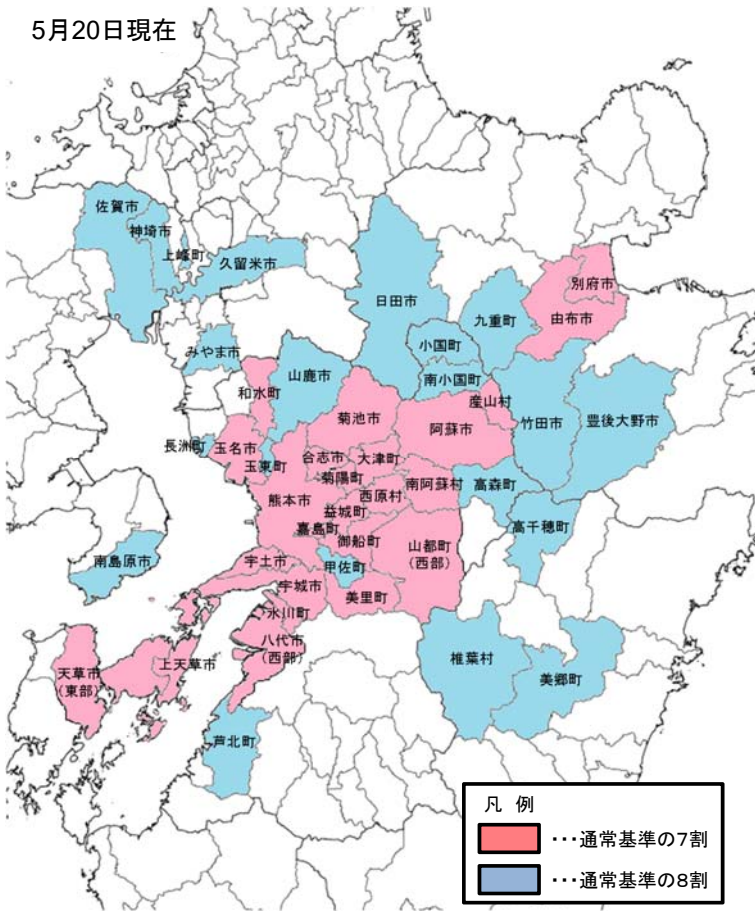 5月20日現在
佐賀市
神埼市
上峰町
久留米市
みやま市
日田市
九重町
別府市
由布市
小国町
南小国町
山鹿市
和水町
菊池市
産山村
阿蘇市
竹田市
豊後大野市
長洲町
玉名市
玉東町
合志市
大津町
菊陽町
熊本市
西原村
南阿蘇村
高森町
益城町
嘉島町
御船町
山都町
(西部)
高千穂町
南島原市
宇土市
甲佐町
宇城市
美里町
氷川町
八代市
(西部)
上天草市
天草市
(東部)
椎葉村
美郷町
芦北町
凡 例
･･･通常基準の7割
･･･通常基準の8割